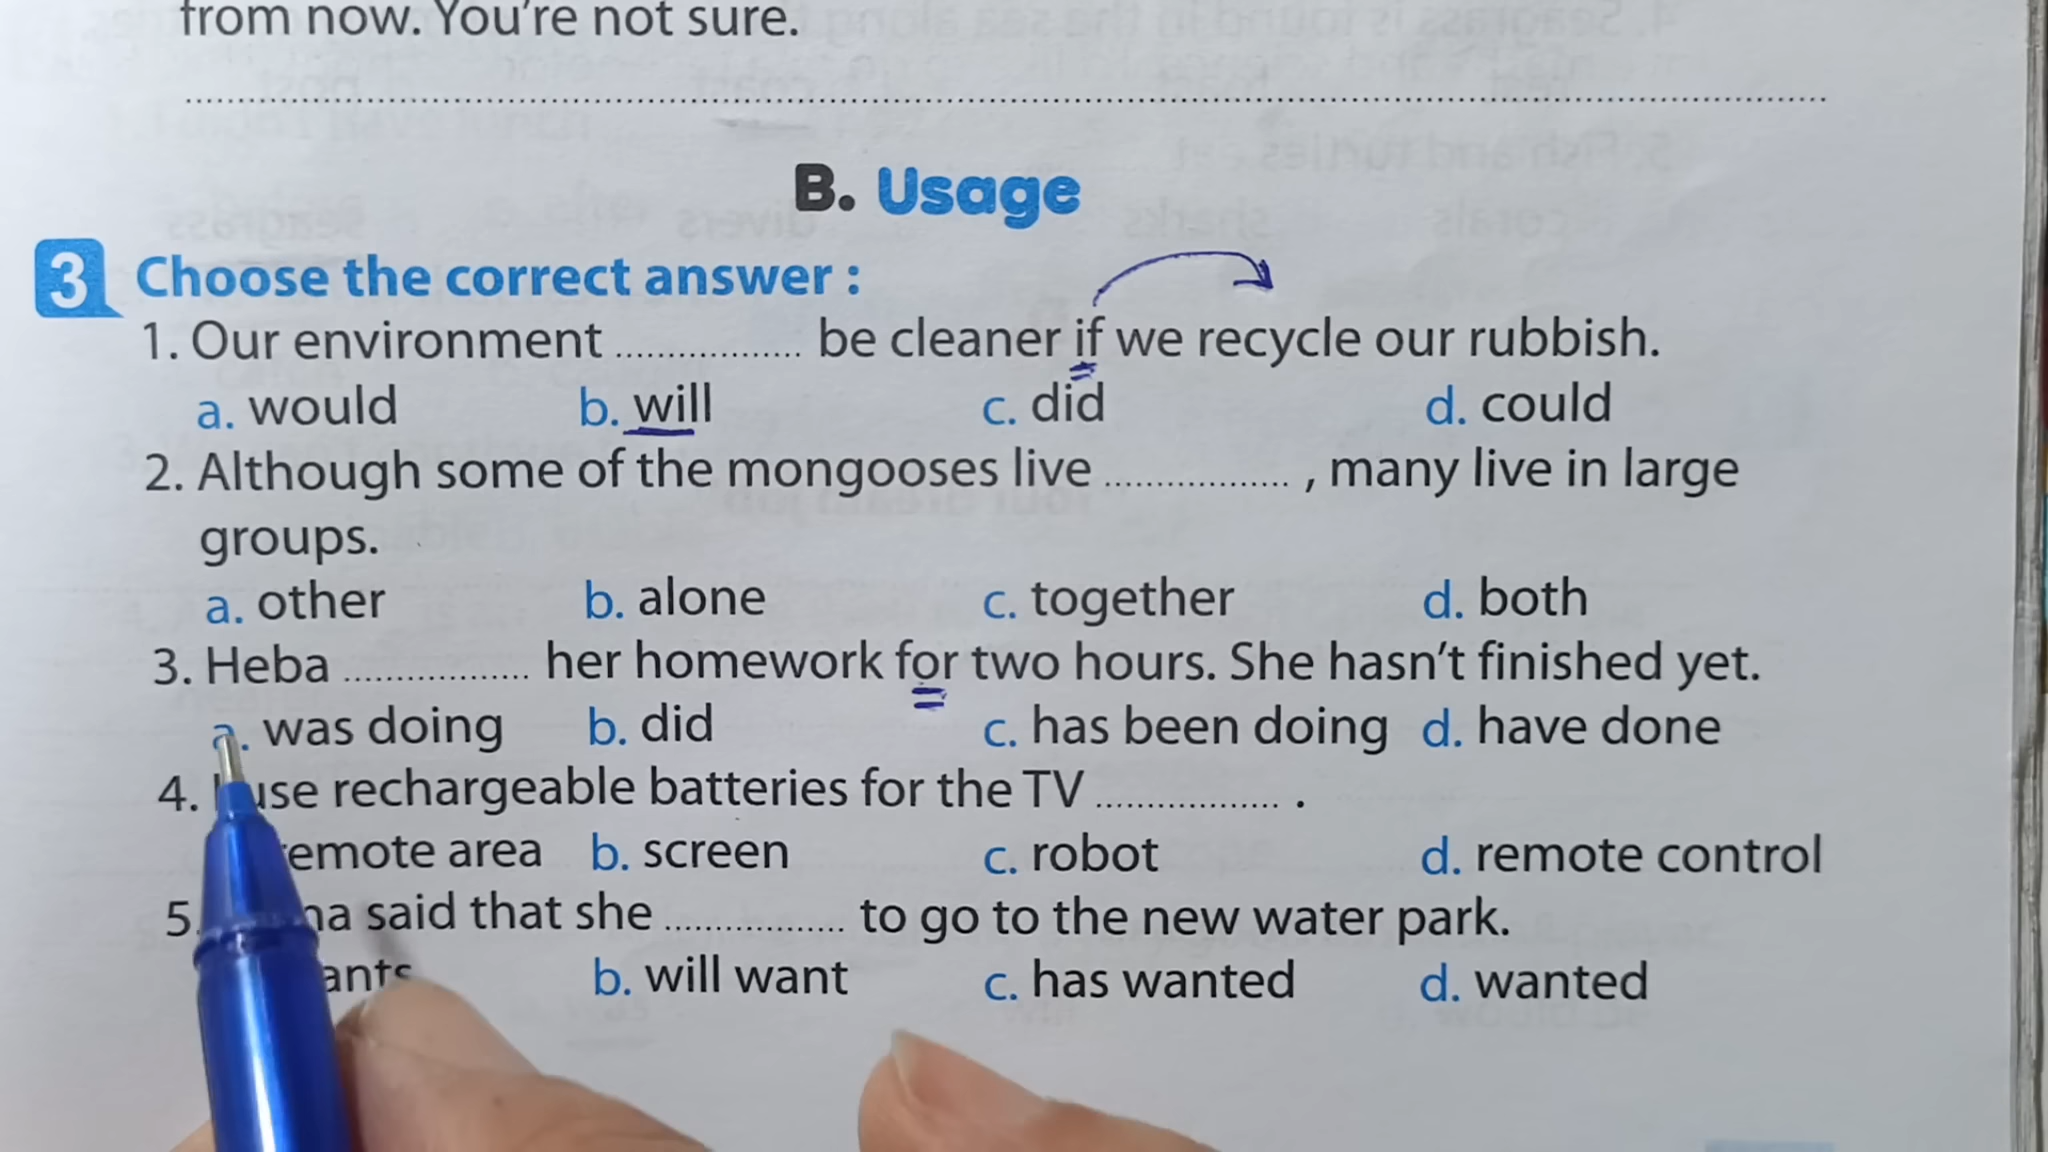 from now. You're not sure.
B. Usage
3 Choose the correct answer :
1. Our environment ................. be cleaner if we recycle our rubbish.
a. would b. will c. did d. could
2. Although some of the mongooses live ................. , many live in large
groups.
a. other b. alone c. together d. both
3. Heba ................. her homework for two hours. She hasn't finished yet.
a. was doing b. did c. has been doing d. have done
4. I use rechargeable batteries for the TV ................. .
remote area b. screen c. robot d. remote control
5. said that she ................. to go to the new water park.
b. will want c. has wanted d. wanted